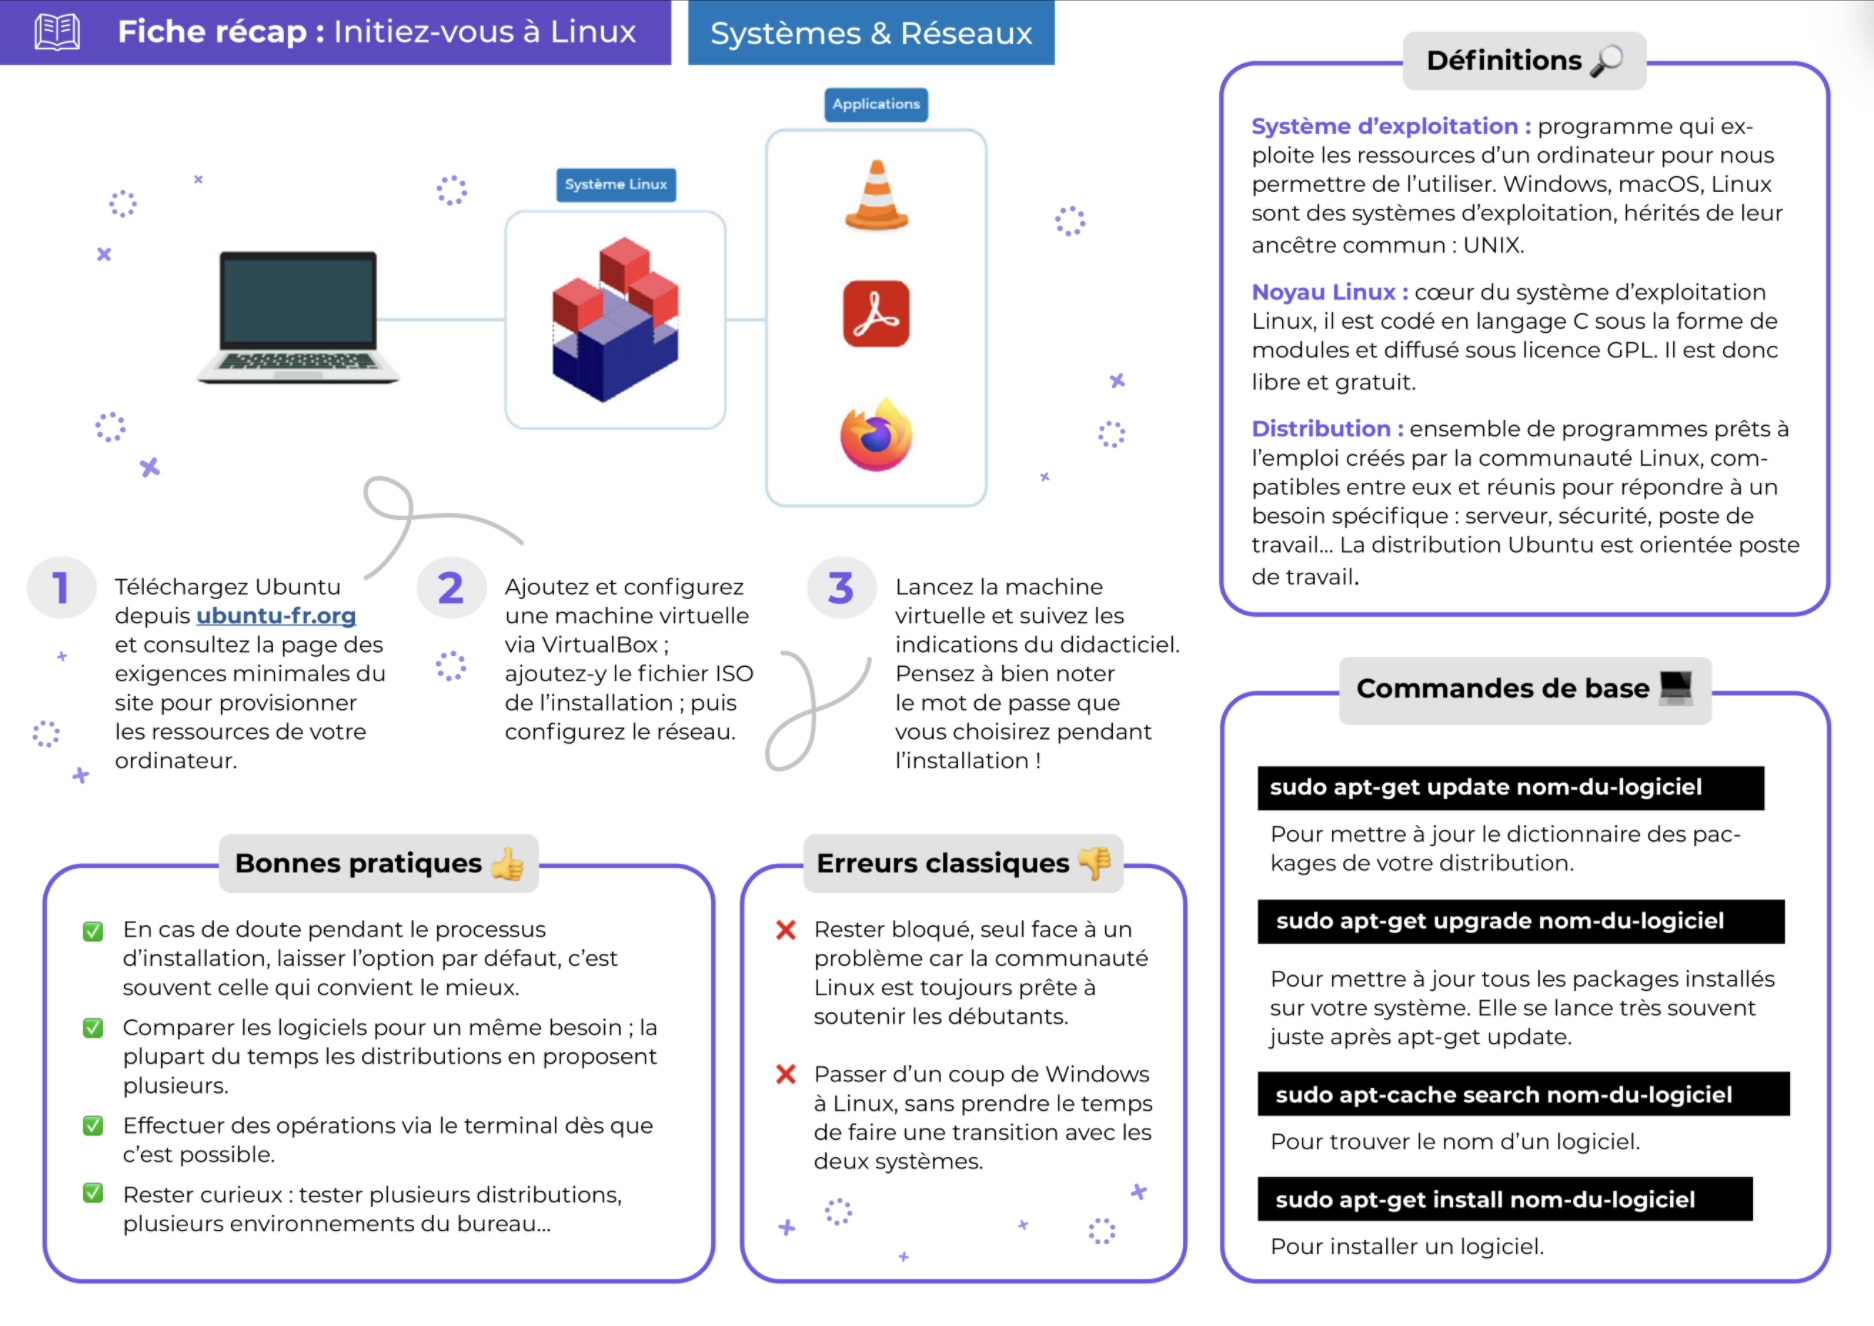 Fiche récap : Initiez-vous à Linux
Systèmes & Réseaux
Applications
Système Linux
1
Téléchargez Ubuntu
depuis ubuntu-fr.org
et consultez la page des
exigences minimales du
site pour provisionner
les ressources de votre
ordinateur.
2
Ajoutez et configurez
une machine virtuelle
via VirtualBox ;
ajoutez-y le fichier ISO
de l’installation ; puis
configurez le réseau.
3
Lancez la machine
virtuelle et suivez les
indications du didacticiel.
Pensez à bien noter
le mot de passe que
vous choisirez pendant
l’installation !
Bonnes pratiques 👍
✅ En cas de doute pendant le processus
d’installation, laisser l’option par défaut, c’est
souvent celle qui convient le mieux.
✅ Comparer les logiciels pour un même besoin ; la
plupart du temps les distributions en proposent
plusieurs.
✅ Effectuer des opérations via le terminal dès que
c’est possible.
✅ Rester curieux : tester plusieurs distributions,
plusieurs environnements du bureau...
Erreurs classiques 👎
❌ Rester bloqué, seul face à un
problème car la communauté
Linux est toujours prête à
soutenir les débutants.
❌ Passer d’un coup de Windows
à Linux, sans prendre le temps
de faire une transition avec les
deux systèmes.
Définitions 🔎
Système d’exploitation : programme qui ex-
ploite les ressources d’un ordinateur pour nous
permettre de l’utiliser. Windows, macOS, Linux
sont des systèmes d’exploitation, hérités de leur
ancêtre commun : UNIX.
Noyau Linux : cœur du système d’exploitation
Linux, il est codé en langage C sous la forme de
modules et diffusé sous licence GPL. Il est donc
libre et gratuit.
Distribution : ensemble de programmes prêts à
l’emploi créés par la communauté Linux, com-
patibles entre eux et réunis pour répondre à un
besoin spécifique : serveur, sécurité, poste de
travail... La distribution Ubuntu est orientée poste
de travail.
Commandes de base 💻
sudo apt-get update nom-du-logiciel
Pour mettre à jour le dictionnaire des pac-
kages de votre distribution.
sudo apt-get upgrade nom-du-logiciel
Pour mettre à jour tous les packages installés
sur votre système. Elle se lance très souvent
juste après apt-get update.
sudo apt-cache search nom-du-logiciel
Pour trouver le nom d’un logiciel.
sudo apt-get install nom-du-logiciel
Pour installer un logiciel.